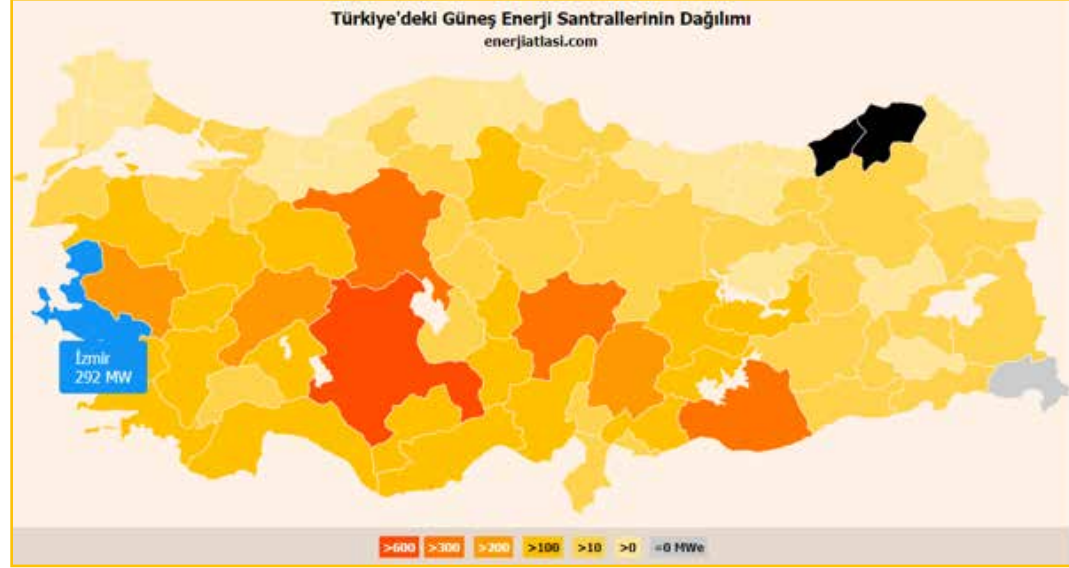 Türkiye'deki Güneş Enerji Santrallerinin Dağılımı
enerjiatlasi.com
İzmir
292 MW
>600 >300 >200 >100 >10 >0 =0 MWe